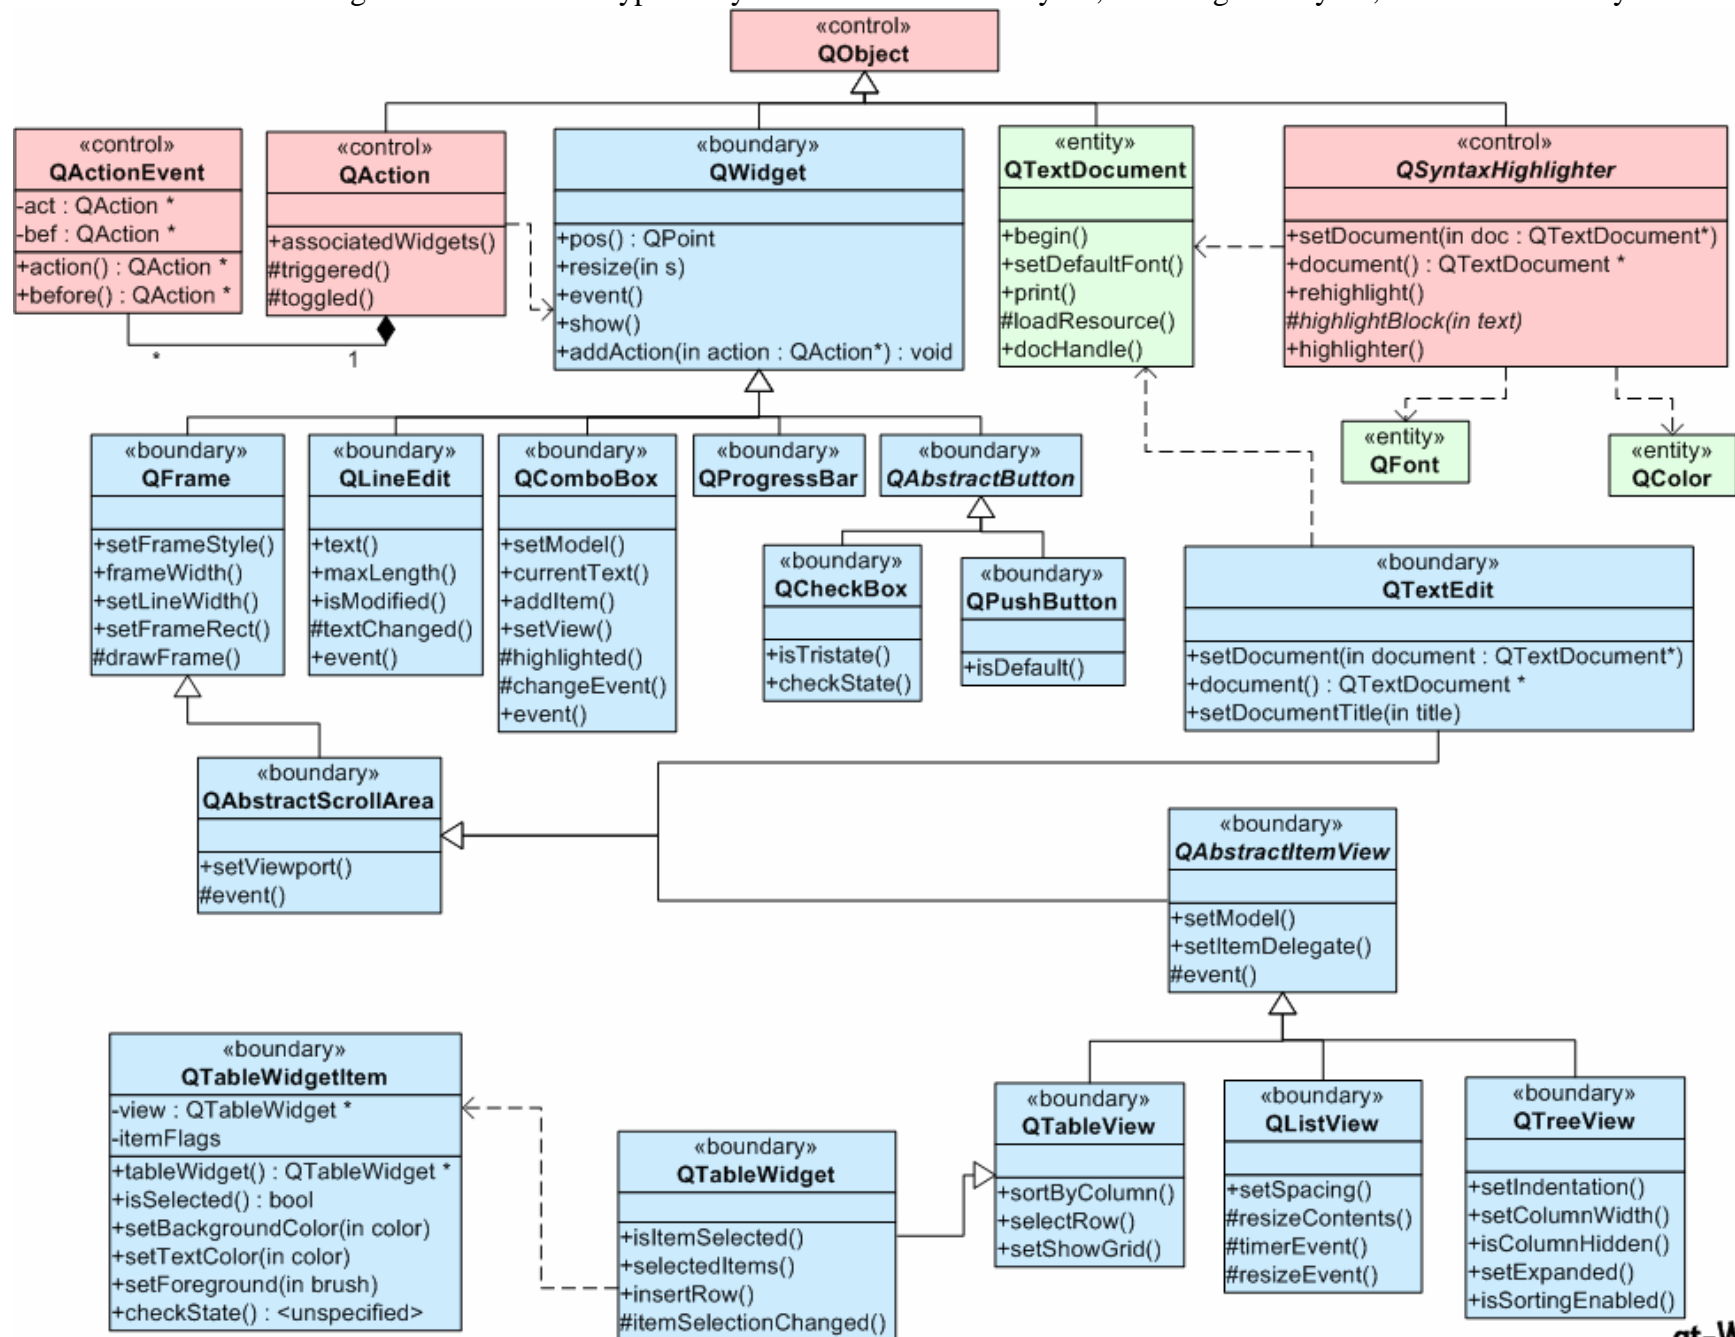 «control»
QObject
«control»
QActionEvent
-act : QAction *
-bef : QAction *
+action() : QAction *
+before() : QAction *
«control»
QAction
+associatedWidgets()
#triggered()
#toggled()
*
1
«boundary»
QWidget
+pos() : QPoint
+resize(in s)
+event()
+show()
+addAction(in action : QAction*) : void
«entity»
QTextDocument
+begin()
+setDefaultFont()
+print()
#loadResource()
+docHandle()
«control»
QSyntaxHighlighter
+setDocument(in doc : QTextDocument*)
+document() : QTextDocument *
+rehighlight()
#highlightBlock(in text)
+highlighter()
«entity»
QFont
«entity»
QColor
«boundary»
QFrame
+setFrameStyle()
+frameWidth()
+setLineWidth()
+setFrameRect()
#drawFrame()
«boundary»
QLineEdit
+text()
+maxLength()
+isModified()
#textChanged()
+event()
«boundary»
QComboBox
+setModel()
+currentText()
+addItem()
+setView()
#highlighted()
#changeEvent()
+event()
«boundary»
QProgressBar
«boundary»
QAbstractButton
«boundary»
QCheckBox
+isTristate()
+checkState()
«boundary»
QPushButton
+isDefault()
«boundary»
QTextEdit
+setDocument(in document : QTextDocument*)
+document() : QTextDocument *
+setDocumentTitle(in title)
«boundary»
QAbstractScrollArea
+setViewport()
#event()
«boundary»
QAbstractItemView
+setModel()
+setItemDelegate()
#event()
«boundary»
QTableWidgetItem
-view : QTableWidget *
-itemFlags
+tableWidget() : QTableWidget *
+isSelected() : bool
+setBackgroundColor(in color)
+setTextColor(in color)
+setForeground(in brush)
+checkState() : <unspecified>
«boundary»
QTableWidget
+isItemSelected()
+selectedItems()
+insertRow()
#itemSelectionChanged()
«boundary»
QTableView
+sortByColumn()
+selectRow()
+setShowGrid()
«boundary»
QListView
+setSpacing()
#resizeContents()
#timerEvent()
#resizeEvent()
«boundary»
QTreeView
+setIndentation()
+setColumnWidth()
+isColumnHidden()
+setExpanded()
+isSortingEnabled()